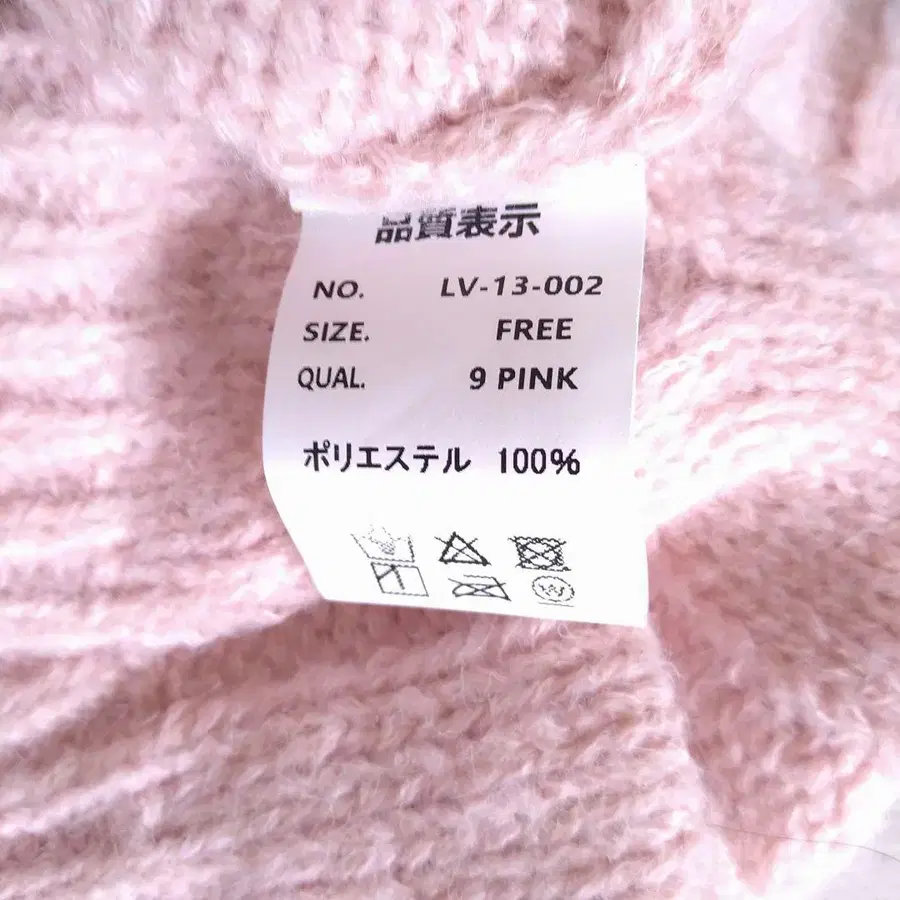 品質表示
NO. LV-13-002
SIZE. FREE
QUAL. 9 PINK
ポリエステル 100%